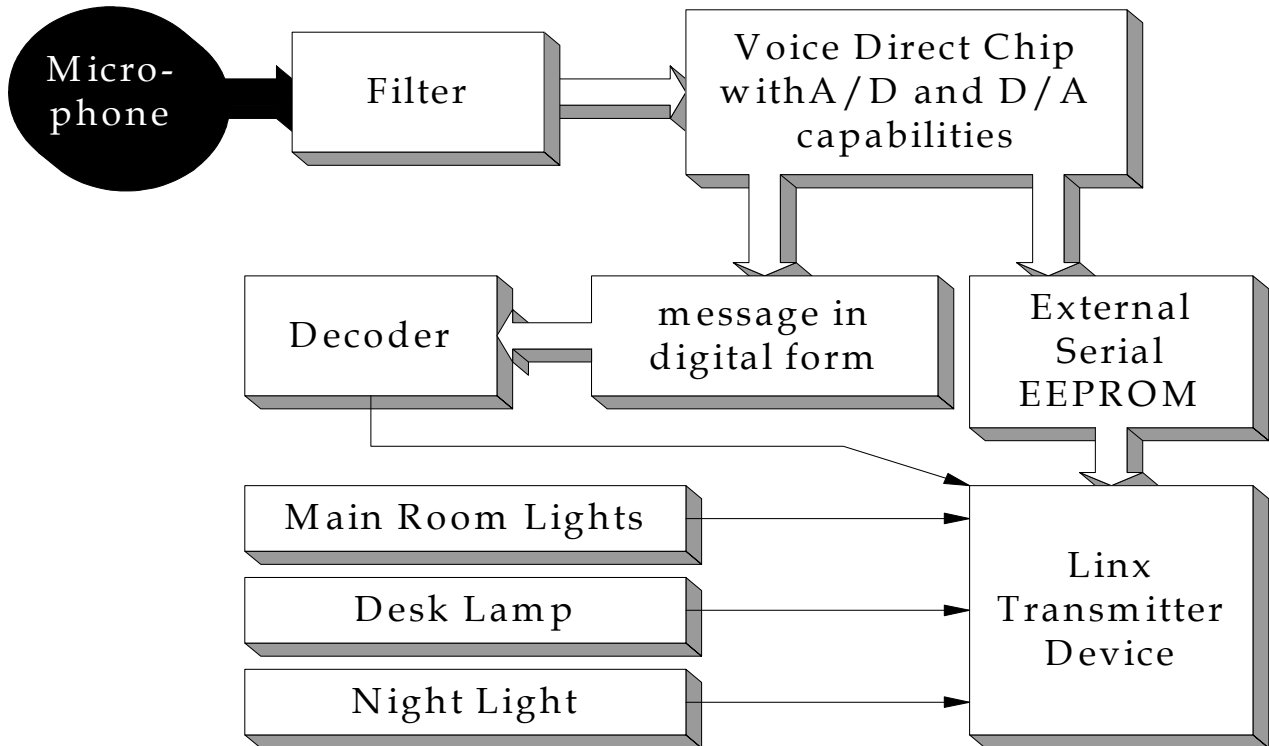 Micro-
phone
Filter
Voice Direct Chip
withA/D and D/A
capabilities
Decoder
message in
digital form
External
Serial
EEPROM
Main Room Lights
Desk Lamp
Night Light
Linx
Transmitter
Device